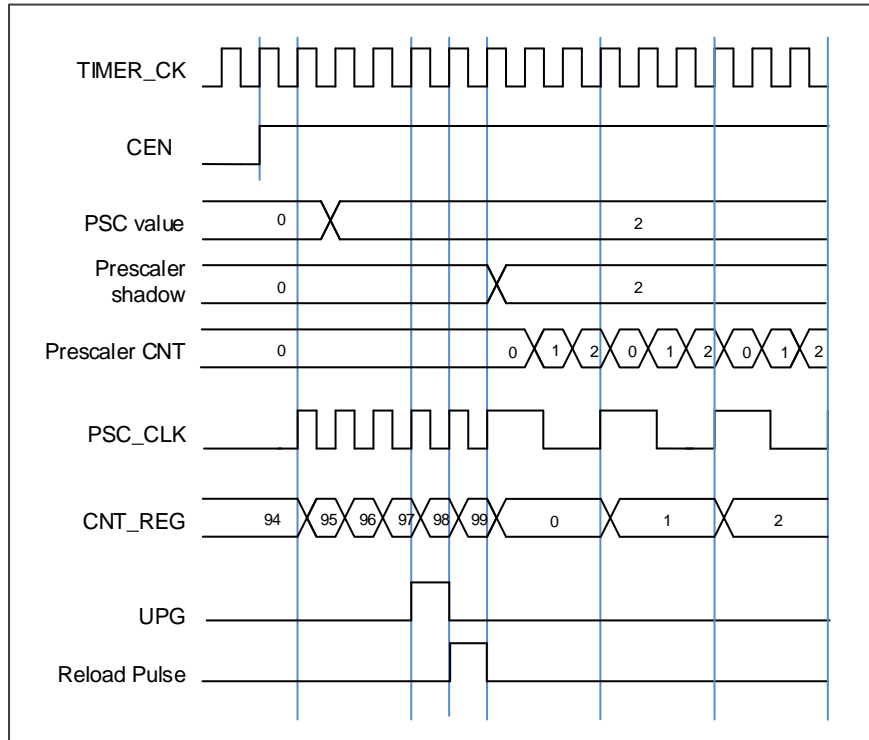 TIMER_CK
CEN
PSC value 0 2
Prescaler
shadow 0 2
Prescaler CNT 0 0 1 2 0 1 2 0 1 2
PSC_CLK
CNT_REG 94 95 96 97 98 99 0 1 2
UPG
Reload Pulse